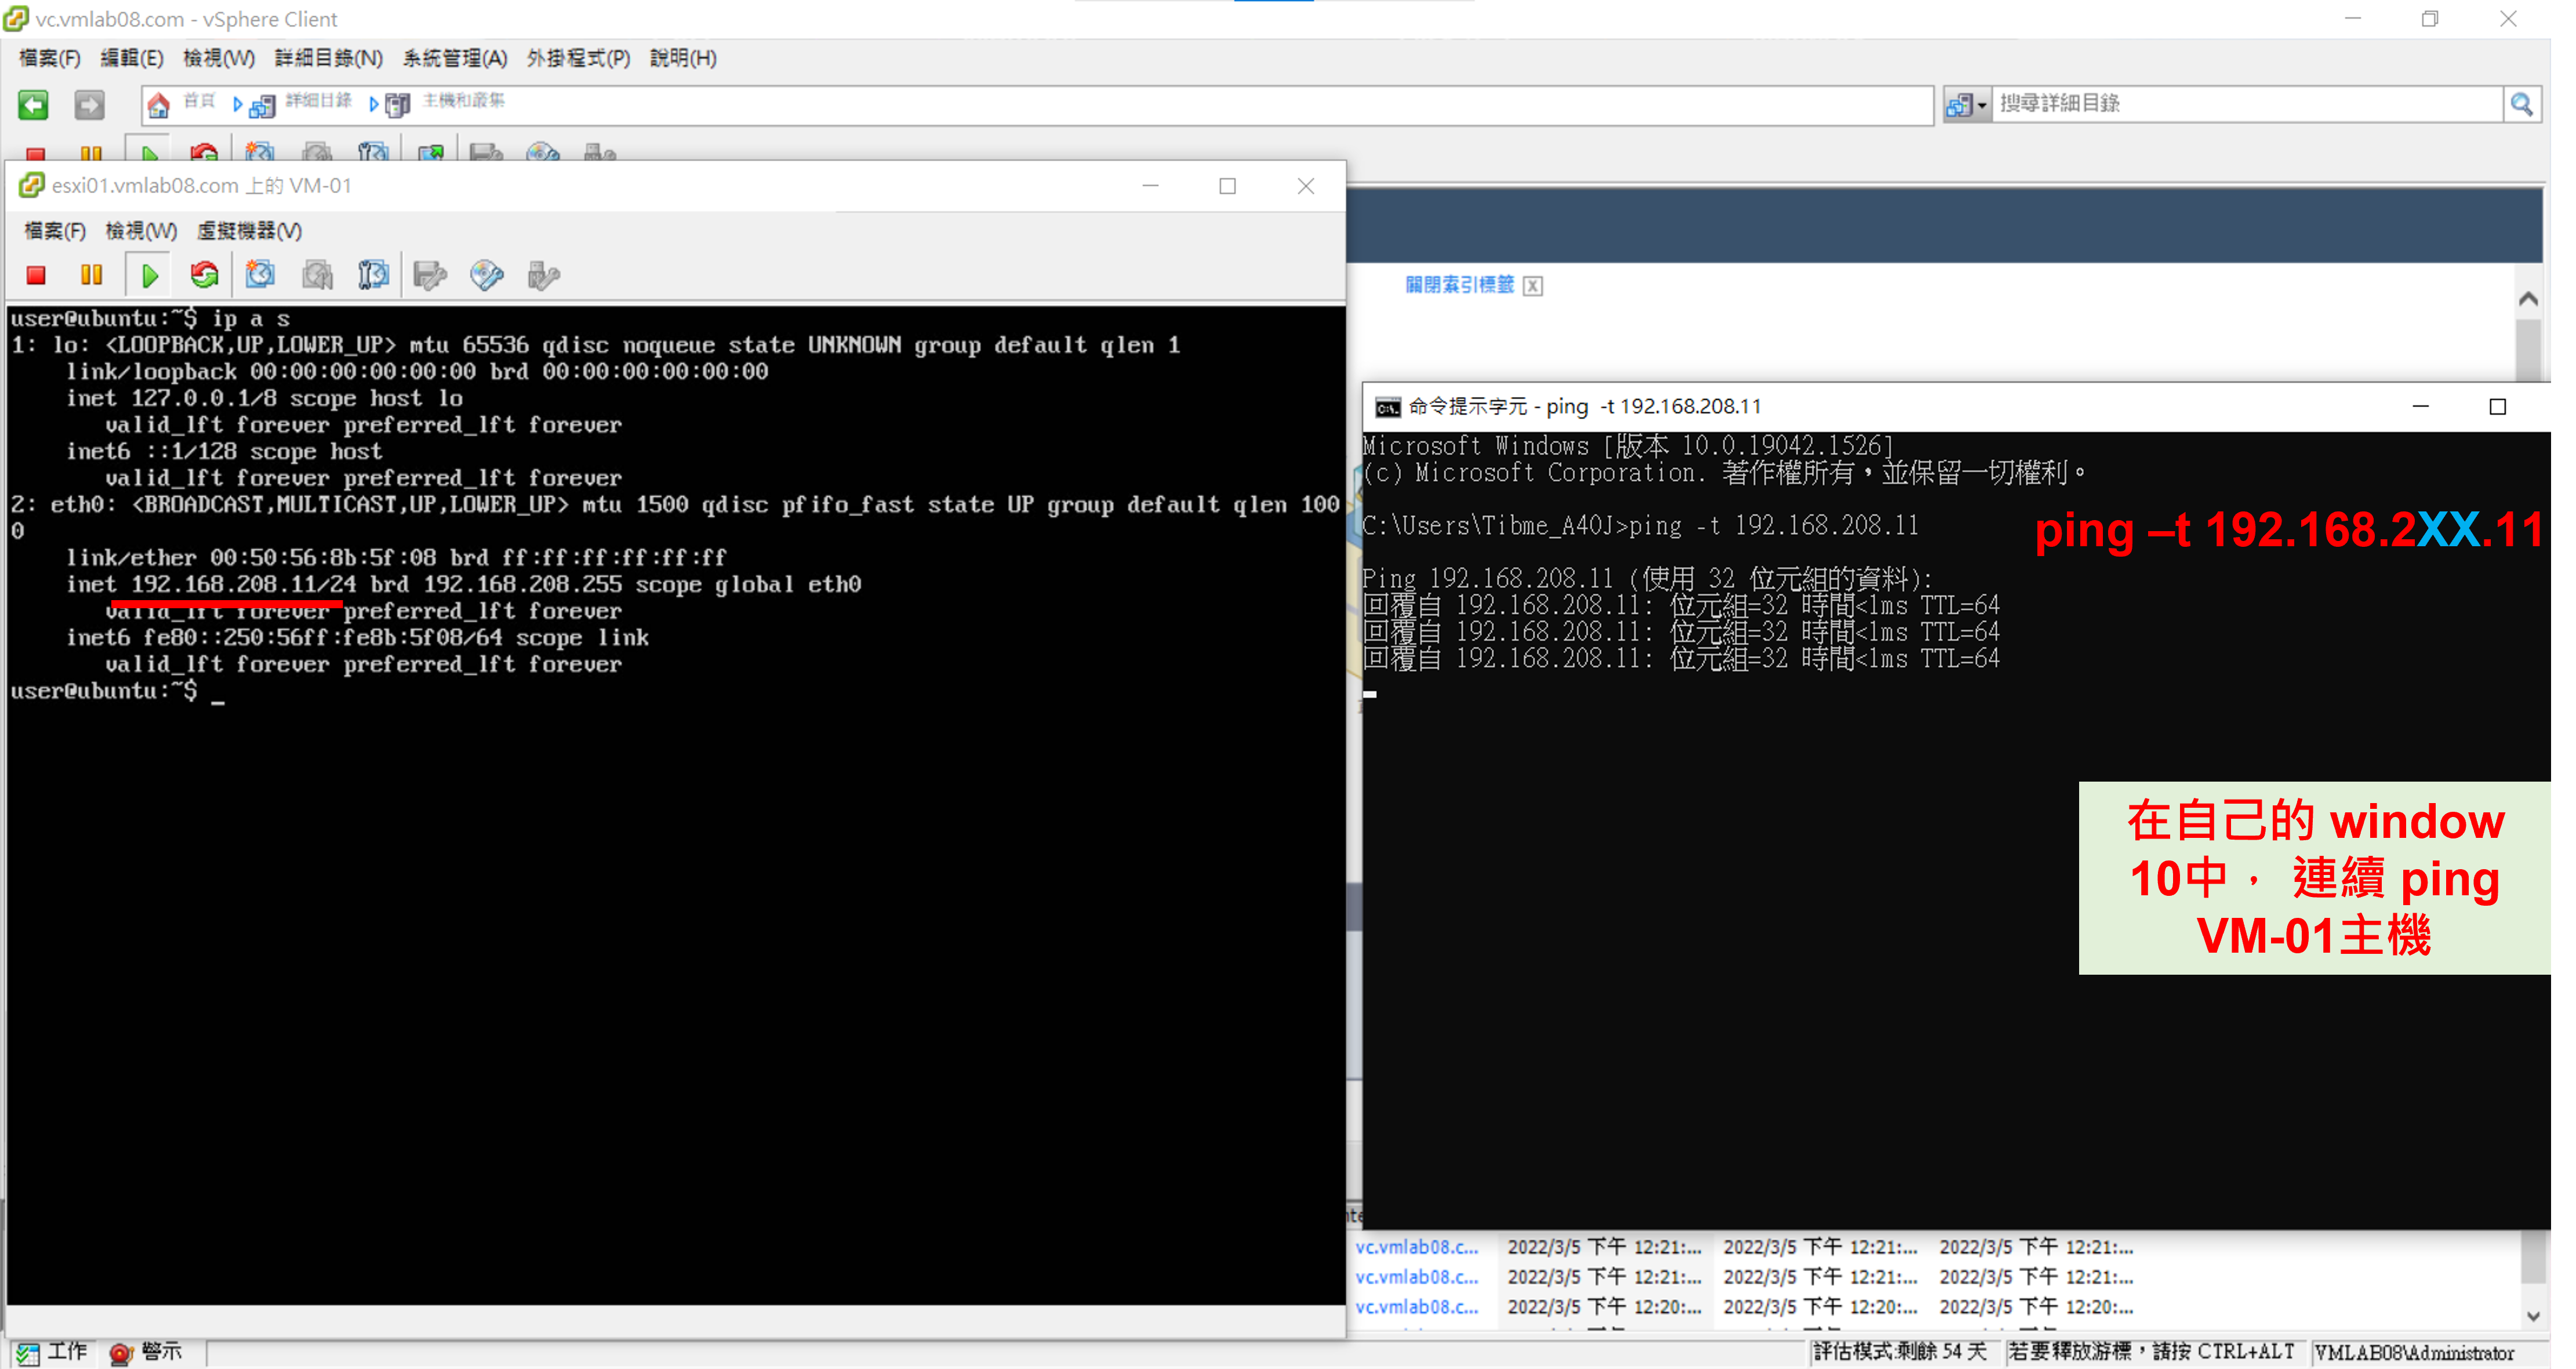 vc.vmlab08.com - vSphere Client
檔案(F) 編輯(E) 檢視(W) 詳細目錄(N) 系統管理(A) 外掛程式(P) 說明(H)
首頁 詳細目錄 主機和叢集
搜尋詳細目錄
esxi01.vmlab08.com 上的 VM-01
檔案(F) 檢視(W) 虛擬機器(V)
user@ubuntu:~$ ip a s
1: lo: <LOOPBACK,UP,LOWER_UP> mtu 65536 qdisc noqueue state UNKNOWN group default qlen 1
link/loopback 00:00:00:00:00:00 brd 00:00:00:00:00:00
inet 127.0.0.1/8 scope host lo
valid_lft forever preferred_lft forever
inet6 ::1/128 scope host
valid_lft forever preferred_lft forever
2: eth0: <BROADCAST,MULTICAST,UP,LOWER_UP> mtu 1500 qdisc pfifo_fast state UP group default qlen 100
0
link/ether 00:50:56:8b:5f:08 brd ff:ff:ff:ff:ff:ff
inet 192.168.208.11/24 brd 192.168.208.255 scope global eth0
valid_lft forever preferred_lft forever
inet6 fe80::250:56ff:fe8b:5f08/64 scope link
valid_lft forever preferred_lft forever
user@ubuntu:~$ _
關閉索引標籤 X
命令提示字元 - ping  -t 192.168.208.11
Microsoft Windows [版本 10.0.19042.1526]
(c) Microsoft Corporation. 著作權所有，並保留一切權利。
C:\Users\Tibme_A40J>ping -t 192.168.208.11
ping –t 192.168.2XX.11
Ping 192.168.208.11 (使用 32 位元組的資料):
回覆自 192.168.208.11: 位元組=32 時間<1ms TTL=64
回覆自 192.168.208.11: 位元組=32 時間<1ms TTL=64
回覆自 192.168.208.11: 位元組=32 時間<1ms TTL=64
在自己的 window
10中， 連續 ping
VM-01主機
vc.vmlab08.c... 2022/3/5 下午 12:21:... 2022/3/5 下午 12:21:... 2022/3/5 下午 12:21:...
vc.vmlab08.c... 2022/3/5 下午 12:21:... 2022/3/5 下午 12:21:... 2022/3/5 下午 12:21:...
vc.vmlab08.c... 2022/3/5 下午 12:20:... 2022/3/5 下午 12:20:... 2022/3/5 下午 12:20:...
工作 警示
評估模式:剩餘 54 天 若要釋放游標，請按 CTRL+ALT VMLAB08\Administrator